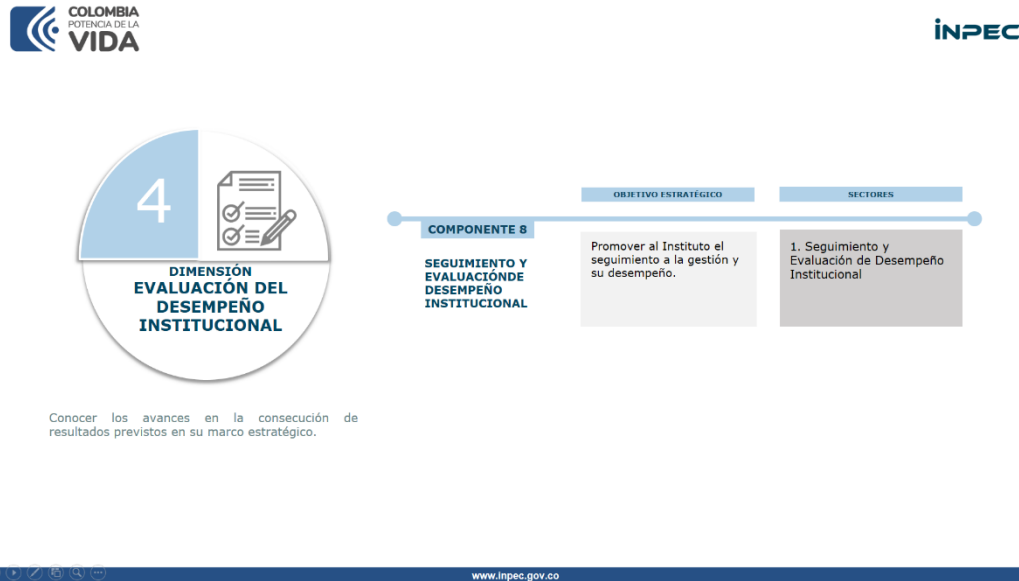 COLOMBIA
POTENCIA DE LA
VIDA
INPEC
4
DIMENSIÓN
EVALUACIÓN DEL
DESEMPEÑO
INSTITUCIONAL
Conocer los avances en la consecución de
resultados previstos en su marco estratégico.
COMPONENTE 8
SEGUIMIENTO Y
EVALUACIÓNDE
DESEMPEÑO
INSTITUCIONAL
OBJETIVO ESTRATÉGICO
Promover al Instituto el
seguimiento a la gestión y
su desempeño.
SECTORES
1. Seguimiento y
Evaluación de Desempeño
Institucional
www.inpec.gov.co